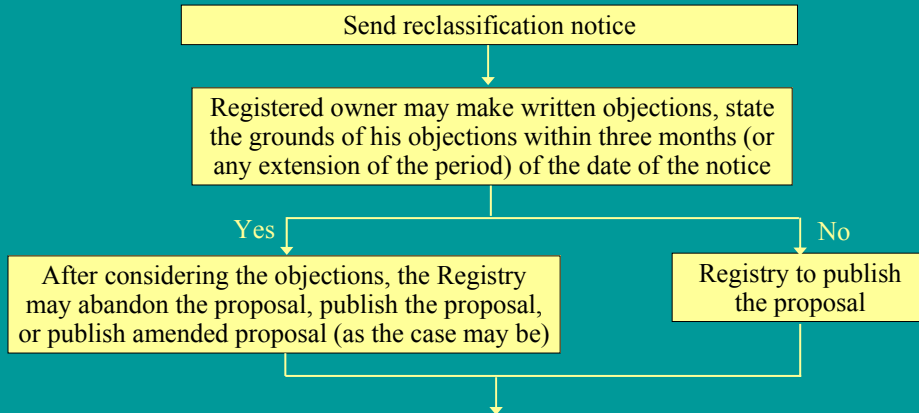 Send reclassification notice
Registered owner may make written objections, state
the grounds of his objections within three months (or
any extension of the period) of the date of the notice
Yes
No
After considering the objections, the Registry
may abandon the proposal, publish the proposal,
or publish amended proposal (as the case may be)
Registry to publish
the proposal